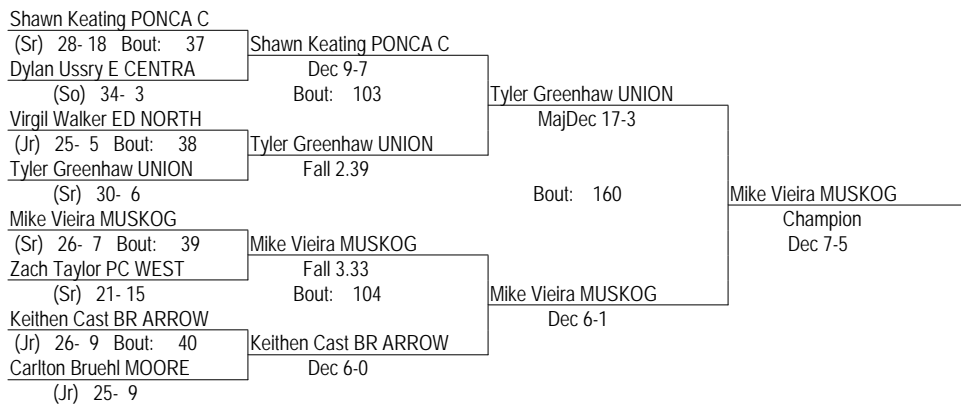 Shawn Keating PONCA C
(Sr) 28- 18 Bout: 37
Dylan Ussry E CENTRA
(So) 34- 3
Virgil Walker ED NORTH
(Jr) 25- 5 Bout: 38
Tyler Greenhaw UNION
(Sr) 30- 6
Mike Vieira MUSKOG
(Sr) 26- 7 Bout: 39
Zach Taylor PC WEST
(Sr) 21- 15
Keithen Cast BR ARROW
(Jr) 26- 9 Bout: 40
Carlton Bruehl MOORE
(Jr) 25- 9
Shawn Keating PONCA C
Dec 9-7
Bout: 103
Tyler Greenhaw UNION
Fall 2.39
Mike Vieira MUSKOG
Fall 3.33
Bout: 104
Keithen Cast BR ARROW
Dec 6-0
Tyler Greenhaw UNION
MajDec 17-3
Bout: 160
Mike Vieira MUSKOG
Dec 6-1
Mike Vieira MUSKOG
Champion
Dec 7-5